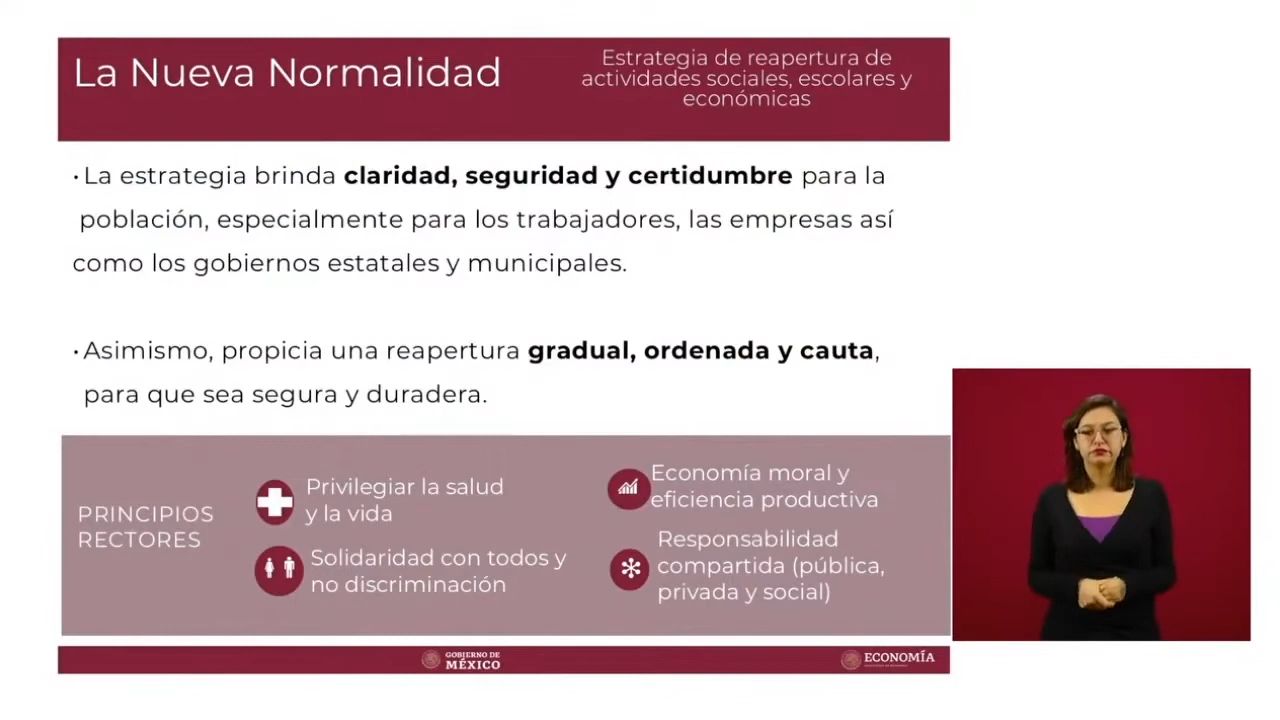 La Nueva Normalidad
Estrategia de reapertura de
actividades sociales, escolares y
económicas
· La estrategia brinda claridad, seguridad y certidumbre para la
población, especialmente para los trabajadores, las empresas así
como los gobiernos estatales y municipales.
· Asimismo, propicia una reapertura gradual, ordenada y cauta,
para que sea segura y duradera.
PRINCIPIOS
RECTORES
Privilegiar la salud
y la vida
Solidaridad con todos y
no discriminación
Economía moral y
eficiencia productiva
Responsabilidad
compartida (pública,
privada y social)
GOBIERNO DE
MÉXICO
ECONOMÍA